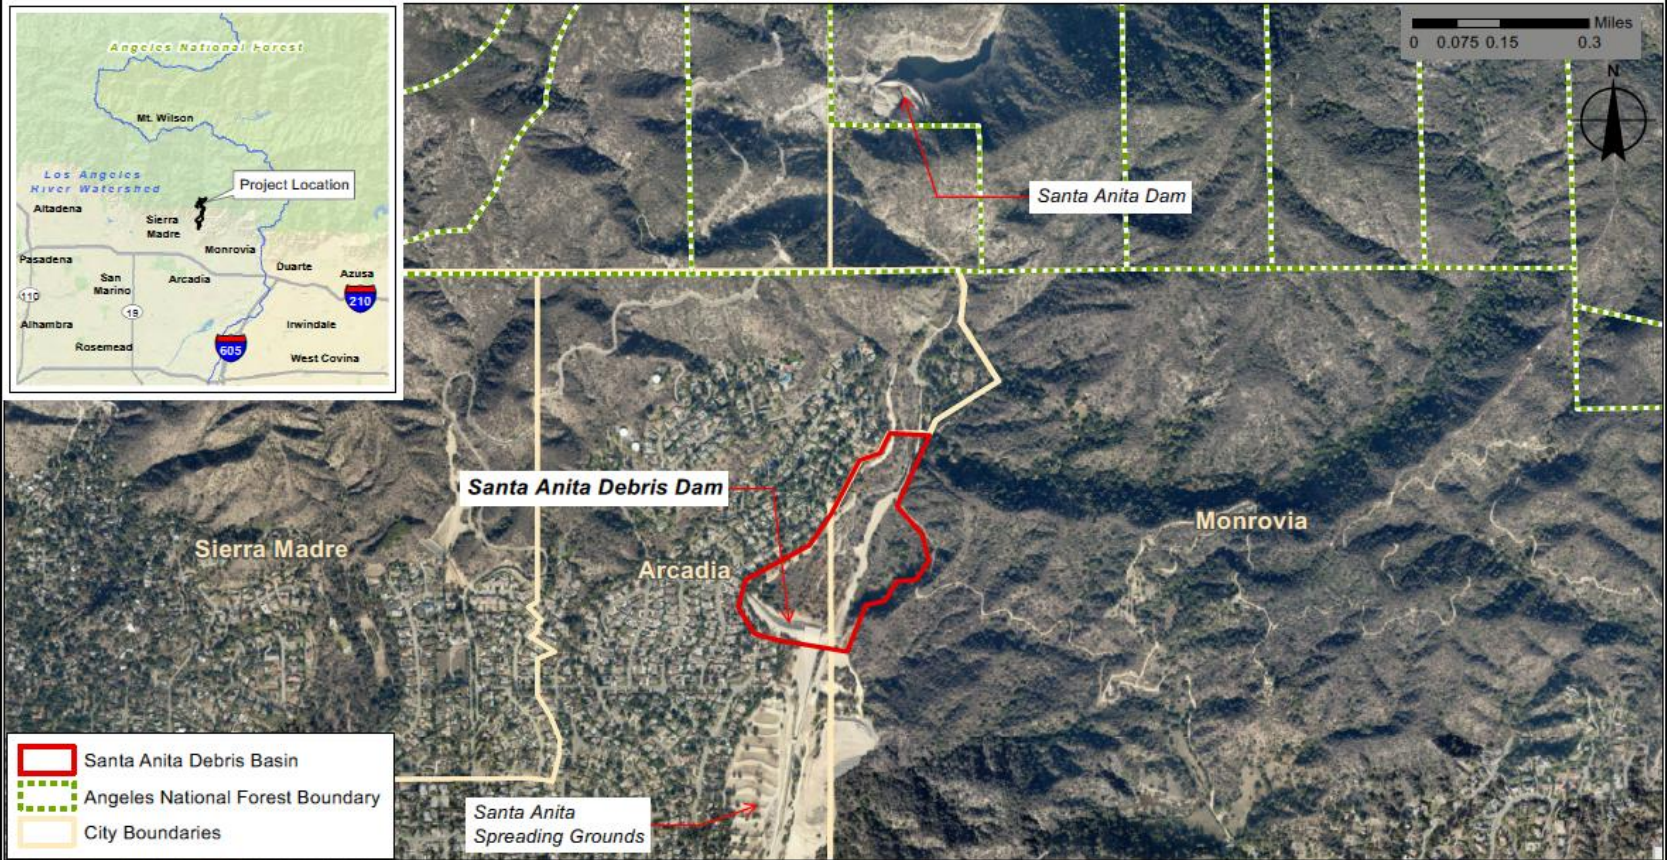 Angeles National Forest
Mt. Wilson
Los Angeles
River Watershed
Project Location
Altadena
Sierra
Madre
Monrovia
Pasadena
San
Marino
Arcadia
Duarte
Azusa
110
19
210
Alhambra
Irwindale
Rosemead
605
West Covina
Miles
0 0.075 0.15 0.3
N
Santa Anita Dam
Santa Anita Debris Dam
Sierra Madre
Arcadia
Monrovia
Santa Anita Debris Basin
Angeles National Forest Boundary
City Boundaries
Santa Anita
Spreading Grounds